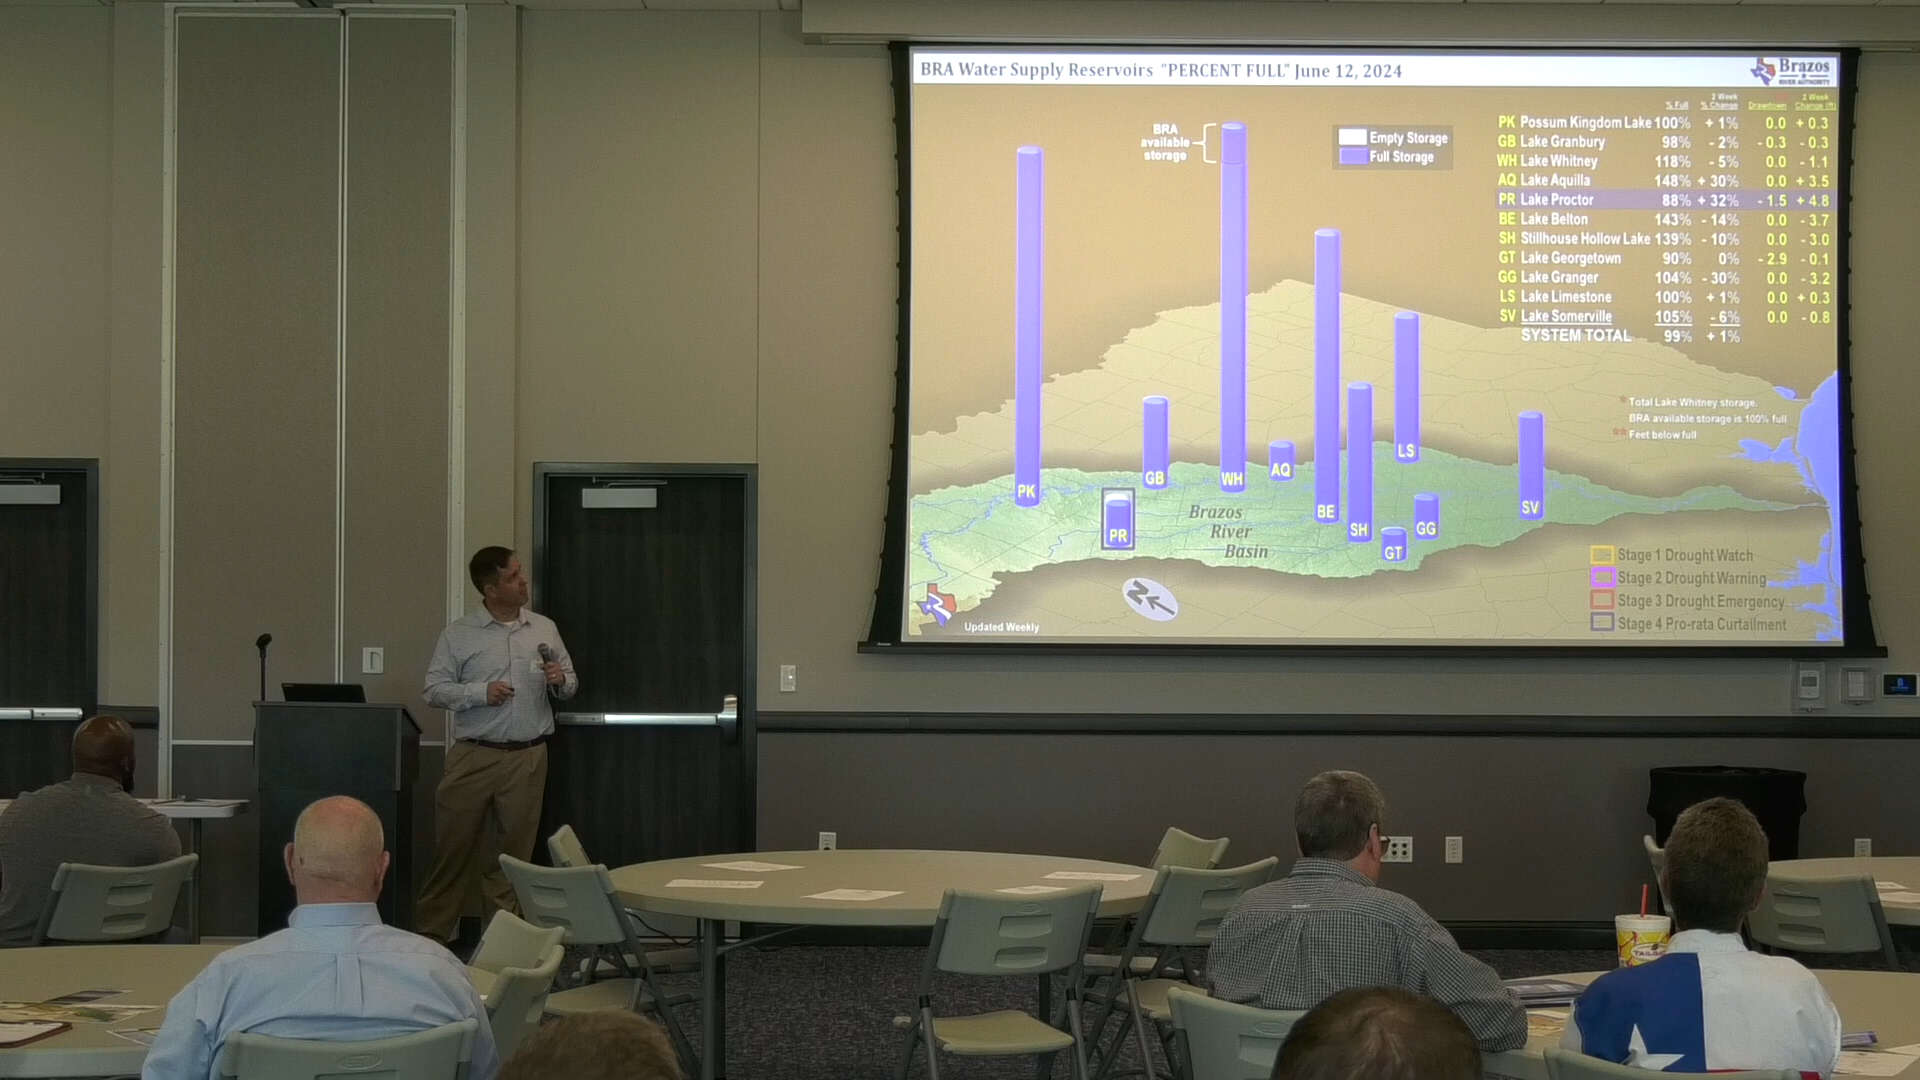 BRA Water Supply Reservoirs "PERCENT FULL" June 12, 2024
Brazos
RIVER AUTHORITY
% Full 2 Week % Change Drawdown 2 Week Change (ft)
PK Possum Kingdom Lake 100% + 1% 0.0 + 0.3
GB Lake Granbury 98% - 2% - 0.3 - 0.3
WH Lake Whitney 118% - 5% 0.0 - 1.1
AQ Lake Aquilla 148% + 30% 0.0 + 3.5
PR Lake Proctor 88% + 32% - 1.5 + 4.8
BE Lake Belton 143% - 14% 0.0 - 3.7
SH Stillhouse Hollow Lake 139% - 10% 0.0 - 3.0
GT Lake Georgetown 90% 0% - 2.9 - 0.1
GG Lake Granger 104% - 30% 0.0 - 3.2
LS Lake Limestone 100% + 1% 0.0 + 0.3
SV Lake Somerville 105% - 6% 0.0 - 0.8
SYSTEM TOTAL 99% + 1%
BRA
available
storage
Empty Storage
Full Storage
* Total Lake Whitney storage.
BRA available storage is 100% full
** Feet below full
PK
GB
WH
AQ
LS
PR
BE
SH
GT
GG
SV
Brazos
River
Basin
N
Updated Weekly
Stage 1 Drought Watch
Stage 2 Drought Warning
Stage 3 Drought Emergency
Stage 4 Pro-rata Curtailment